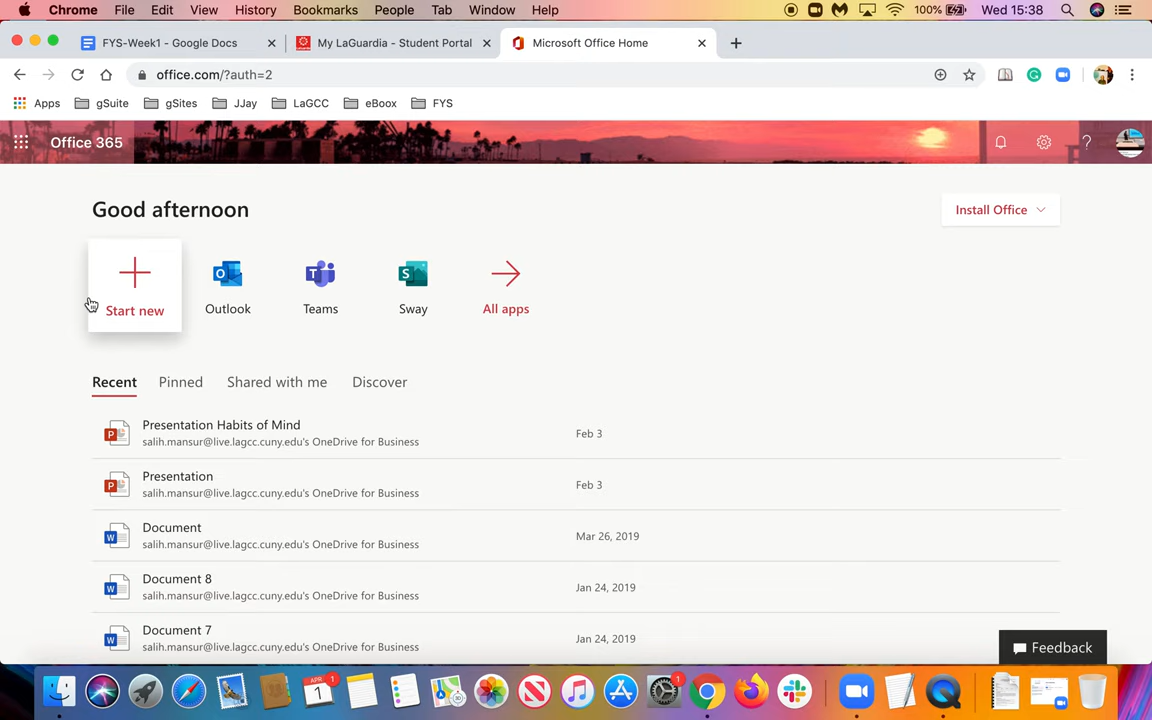 Chrome File Edit View History Bookmarks People Tab Window Help 100% Wed 15:38
FYS-Week1 - Google Docs My LaGuardia - Student Portal Microsoft Office Home
office.com/?auth=2
Apps gSuite gSites JJay LaGCC eBoox FYS
Office 365
Good afternoon
Install Office
Start new Outlook Teams Sway All apps
Recent Pinned Shared with me Discover
Presentation Habits of Mind
salih.mansur@live.lagcc.cuny.edu's OneDrive for Business
Feb 3
Presentation
salih.mansur@live.lagcc.cuny.edu's OneDrive for Business
Feb 3
Document
salih.mansur@live.lagcc.cuny.edu's OneDrive for Business
Mar 26, 2019
Document 8
salih.mansur@live.lagcc.cuny.edu's OneDrive for Business
Jan 24, 2019
Document 7
salih.mansur@live.lagcc.cuny.edu's OneDrive for Business
Jan 24, 2019
Feedback
APR 1
1
1